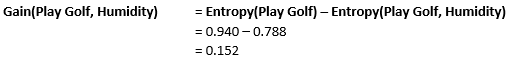 Gain(Play Golf, Humidity) = Entropy(Play Golf) – Entropy(Play Golf, Humidity)
= 0.940 – 0.788
= 0.152